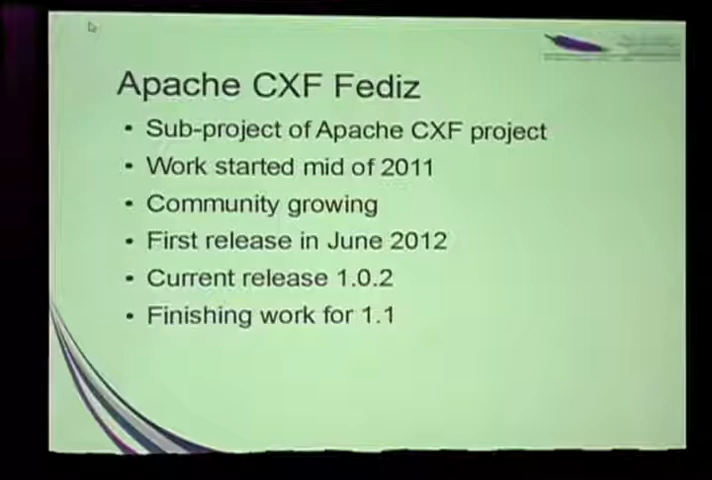 Apache CXF Fediz
• Sub-project of Apache CXF project
• Work started mid of 2011
• Community growing
• First release in June 2012
• Current release 1.0.2
• Finishing work for 1.1